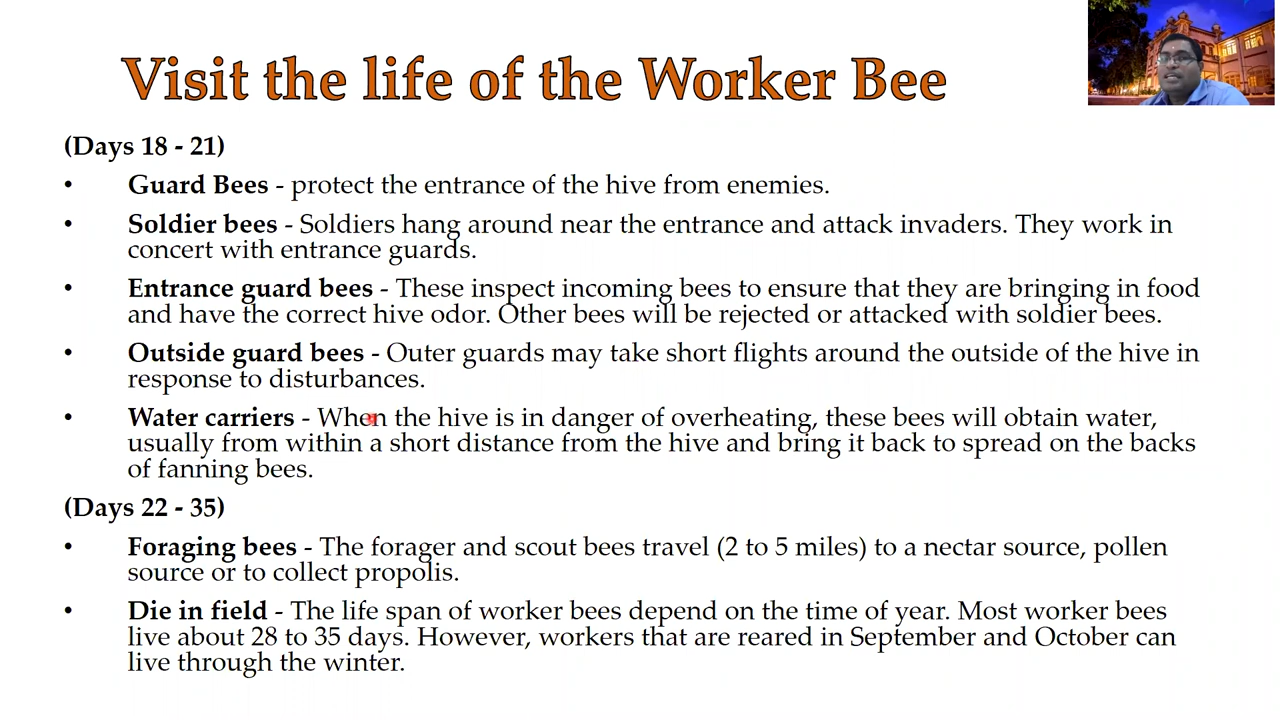 Visit the life of the Worker Bee
(Days 18 - 21)
• Guard Bees - protect the entrance of the hive from enemies.
• Soldier bees - Soldiers hang around near the entrance and attack invaders. They work in
concert with entrance guards.
• Entrance guard bees - These inspect incoming bees to ensure that they are bringing in food
and have the correct hive odor. Other bees will be rejected or attacked with soldier bees.
• Outside guard bees - Outer guards may take short flights around the outside of the hive in
response to disturbances.
• Water carriers - When the hive is in danger of overheating, these bees will obtain water,
usually from within a short distance from the hive and bring it back to spread on the backs
of fanning bees.
(Days 22 - 35)
• Foraging bees - The forager and scout bees travel (2 to 5 miles) to a nectar source, pollen
source or to collect propolis.
• Die in field - The life span of worker bees depend on the time of year. Most worker bees
live about 28 to 35 days. However, workers that are reared in September and October can
live through the winter.